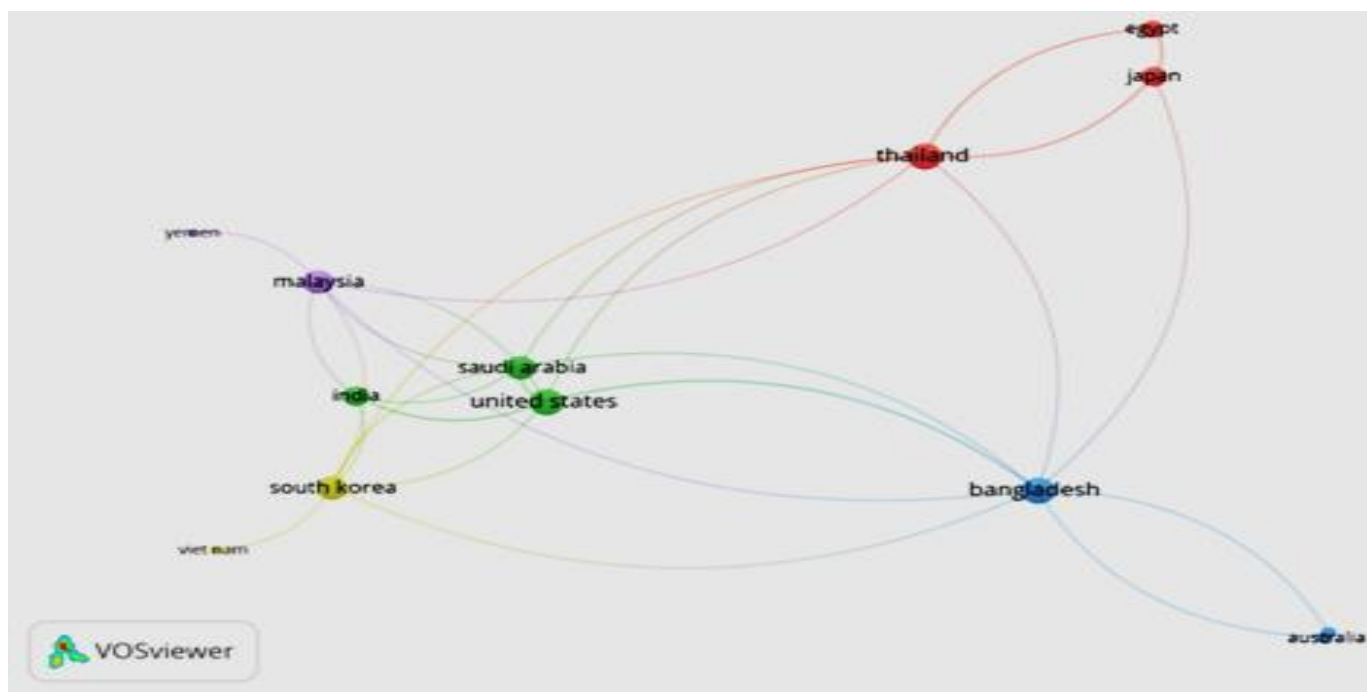 egypt
japan
thailand
yemen
malaysia
saudi arabia
india
united states
south korea
bangladesh
viet nam
australia
VOSviewer